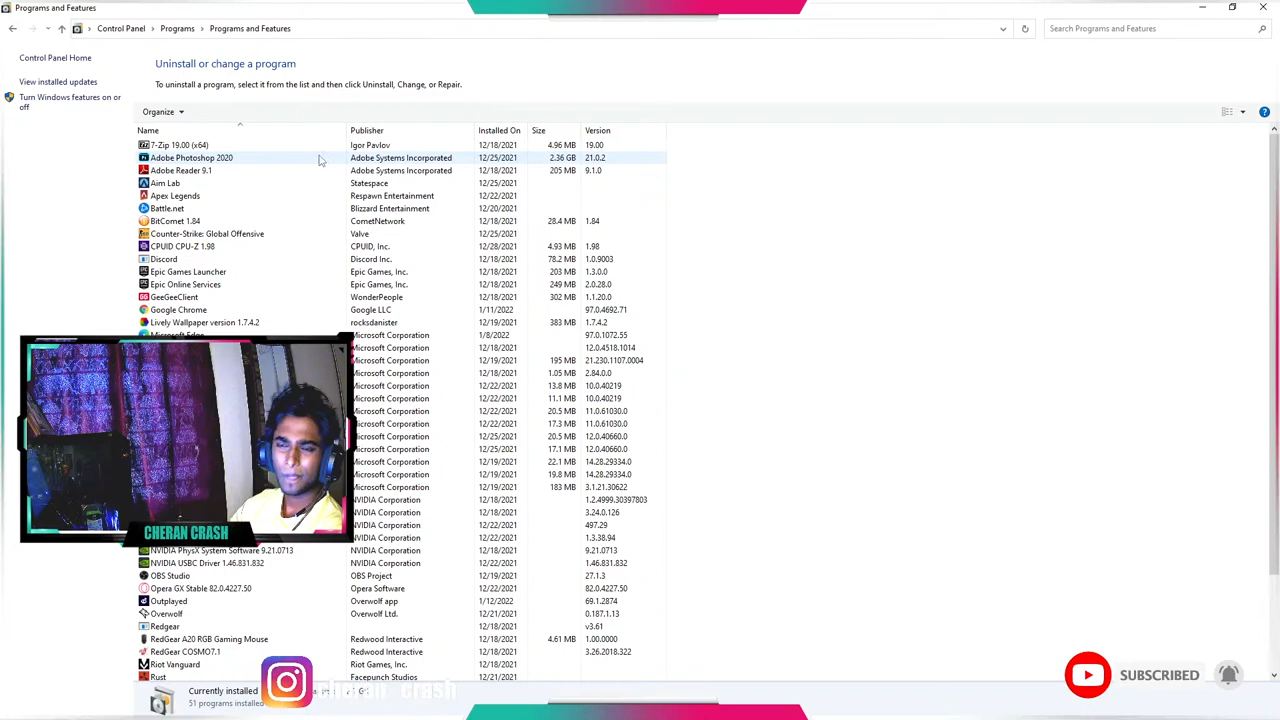 Programs and Features
Control Panel Programs Programs and Features
Search Programs and Features
Control Panel Home
View installed updates
Turn Windows features on or
off
Uninstall or change a program
To uninstall a program, select it from the list and then click Uninstall, Change, or Repair.
Organize
Name Publisher Installed On Size Version
7-Zip 19.00 (x64) Igor Pavlov 12/18/2021 4.96 MB 19.00
Adobe Photoshop 2020 Adobe Systems Incorporated 12/25/2021 2.36 GB 21.0.2
Adobe Reader 9.1 Adobe Systems Incorporated 12/18/2021 205 MB 9.1.0
Aim Lab Statespace 12/25/2021
Apex Legends Respawn Entertainment 12/22/2021
Battle.net Blizzard Entertainment 12/20/2021
BitComet 1.84 CometNetwork 12/18/2021 28.4 MB 1.84
Counter-Strike: Global Offensive Valve 12/25/2021
CPUID CPU-Z 1.98 CPUID, Inc. 12/28/2021 4.93 MB 1.98
Discord Discord Inc. 12/18/2021 78.2 MB 1.0.9003
Epic Games Launcher Epic Games, Inc. 12/18/2021 203 MB 1.3.0.0
Epic Online Services Epic Games, Inc. 12/18/2021 249 MB 2.0.28.0
GeeGeeClient WonderPeople 12/18/2021 302 MB 1.1.20.0
Google Chrome Google LLC 1/11/2022 97.0.4692.71
Lively Wallpaper version 1.7.4.2 rocksdanister 12/19/2021 383 MB 1.7.4.2
Microsoft Edge Microsoft Corporation 1/8/2022 97.0.1072.55
Microsoft Corporation 12/18/2021 12.0.4518.1014
Microsoft Corporation 12/19/2021 195 MB 21.230.1107.0004
Microsoft Corporation 12/18/2021 1.05 MB 2.84.0.0
Microsoft Corporation 12/22/2021 13.8 MB 10.0.40219
Microsoft Corporation 12/22/2021 11.1 MB 10.0.40219
Microsoft Corporation 12/22/2021 20.5 MB 11.0.61030.0
Microsoft Corporation 12/22/2021 17.3 MB 11.0.61030.0
Microsoft Corporation 12/25/2021 20.5 MB 12.0.40660.0
Microsoft Corporation 12/25/2021 17.1 MB 12.0.40660.0
Microsoft Corporation 12/19/2021 22.1 MB 14.28.29334.0
Microsoft Corporation 12/19/2021 19.8 MB 14.28.29334.0
Microsoft Corporation 12/19/2021 183 MB 3.1.21.30622
NVIDIA Corporation 12/18/2021 1.2.4999.30397803
NVIDIA Corporation 12/18/2021 3.24.0.126
NVIDIA Corporation 12/22/2021 497.29
NVIDIA Corporation 12/22/2021 1.3.38.94
CHERAN CRASH
NVIDIA PhysX System Software 9.21.0713 NVIDIA Corporation 12/18/2021 9.21.0713
NVIDIA USBC Driver 1.46.831.832 NVIDIA Corporation 12/22/2021 1.46.831.832
OBS Studio OBS Project 12/19/2021 27.1.3
Opera GX Stable 82.0.4227.50 Opera Software 12/22/2021 82.0.4227.50
Outplayed Overwolf app 1/12/2022 69.1.2874
Overwolf Overwolf Ltd. 12/21/2021 0.187.1.13
Redgear 12/18/2021 v3.61
RedGear A20 RGB Gaming Mouse Redwood Interactive 12/18/2021 4.61 MB 1.00.0000
RedGear COSMO7.1 Redwood Interactive 12/18/2021 3.26.2018.322
Riot Vanguard Riot Games, Inc. 12/18/2021
Rust Facepunch Studios 12/21/2021
Currently installed
51 programs installed
cheran crash
SUBSCRIBED